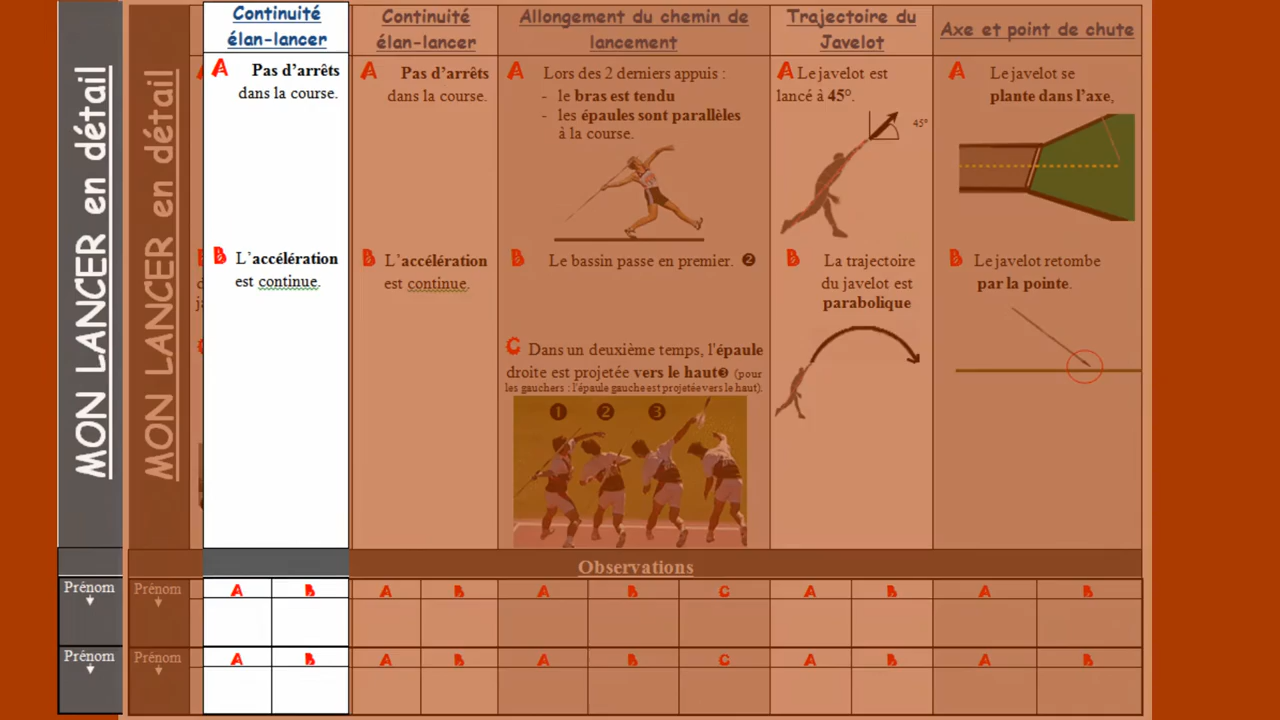 MON LANCER en détail
MON LANCER en détail
Continuité
élan-lancer
A Pas d'arrêts
dans la course.
B L'accélération
est continue.
Continuité
élan-lancer
A Pas d'arrêts
dans la course.
B L'accélération
est continue.
Allongement du chemin de
lancement
A Lors des 2 derniers appuis :
- le bras est tendu
- les épaules sont parallèles
à la course.
B Le bassin passe en premier. ❷
C Dans un deuxième temps, l'épaule
droite est projetée vers le haut❸ (pour
les gauchers : l'épaule gauche est projetée vers le haut).
❶ ❷ ❸
Trajectoire du
Javelot
A Le javelot est
lancé à 45°.
45°
B La trajectoire
du javelot est
parabolique
Axe et point de chute
A Le javelot se
plante dans l'axe,
B Le javelot retombe
par la pointe.
Observations
Prénom Prénom A B A B A B C A B A B
Prénom Prénom A B A B A B C A B A B